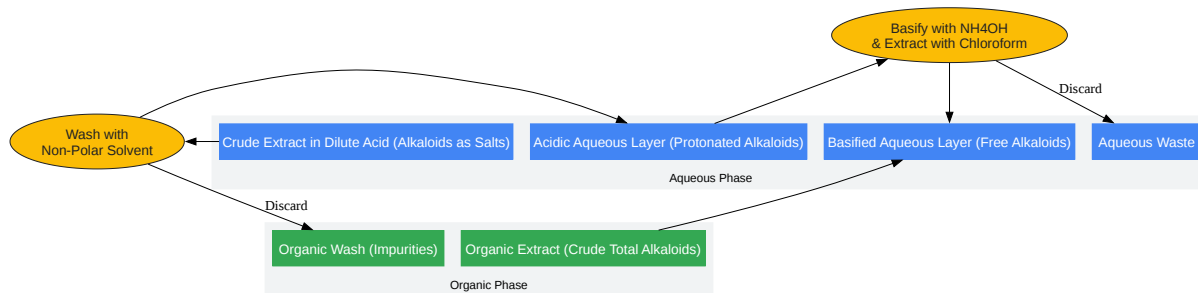 Basify with NH4OH
& Extract with Chloroform
Discard
Wash with
Non-Polar Solvent
Crude Extract in Dilute Acid (Alkaloids as Salts)
Acidic Aqueous Layer (Protonated Alkaloids)
Basified Aqueous Layer (Free Alkaloids)
Aqueous Waste
Aqueous Phase
Discard
Organic Wash (Impurities)
Organic Extract (Crude Total Alkaloids)
Organic Phase